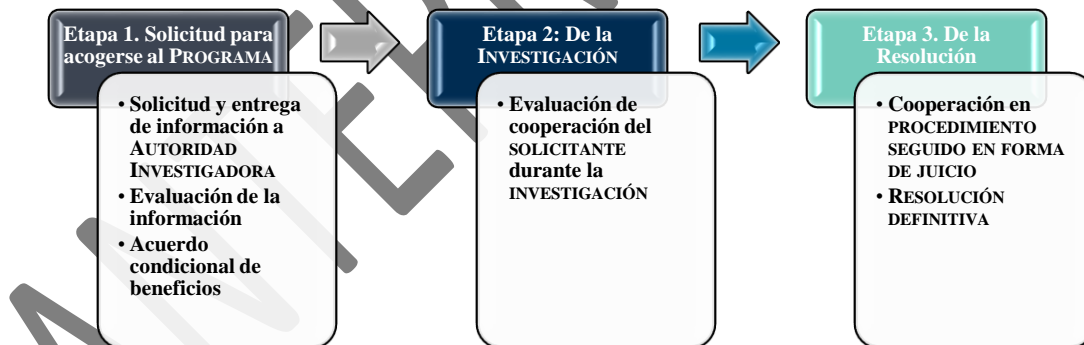 Etapa 1. Solicitud para
acogerse al PROGRAMA
• Solicitud y entrega
de información a
AUTORIDAD
INVESTIGADORA
• Evaluación de la
información
• Acuerdo
condicional de
beneficios
Etapa 2: De la
INVESTIGACIÓN
• Evaluación de
cooperación del
SOLICITANTE
durante la
INVESTIGACIÓN
Etapa 3. De la
Resolución
• Cooperación en
PROCEDIMIENTO
SEGUIDO EN FORMA
DE JUICIO
• RESOLUCIÓN
DEFINITIVA